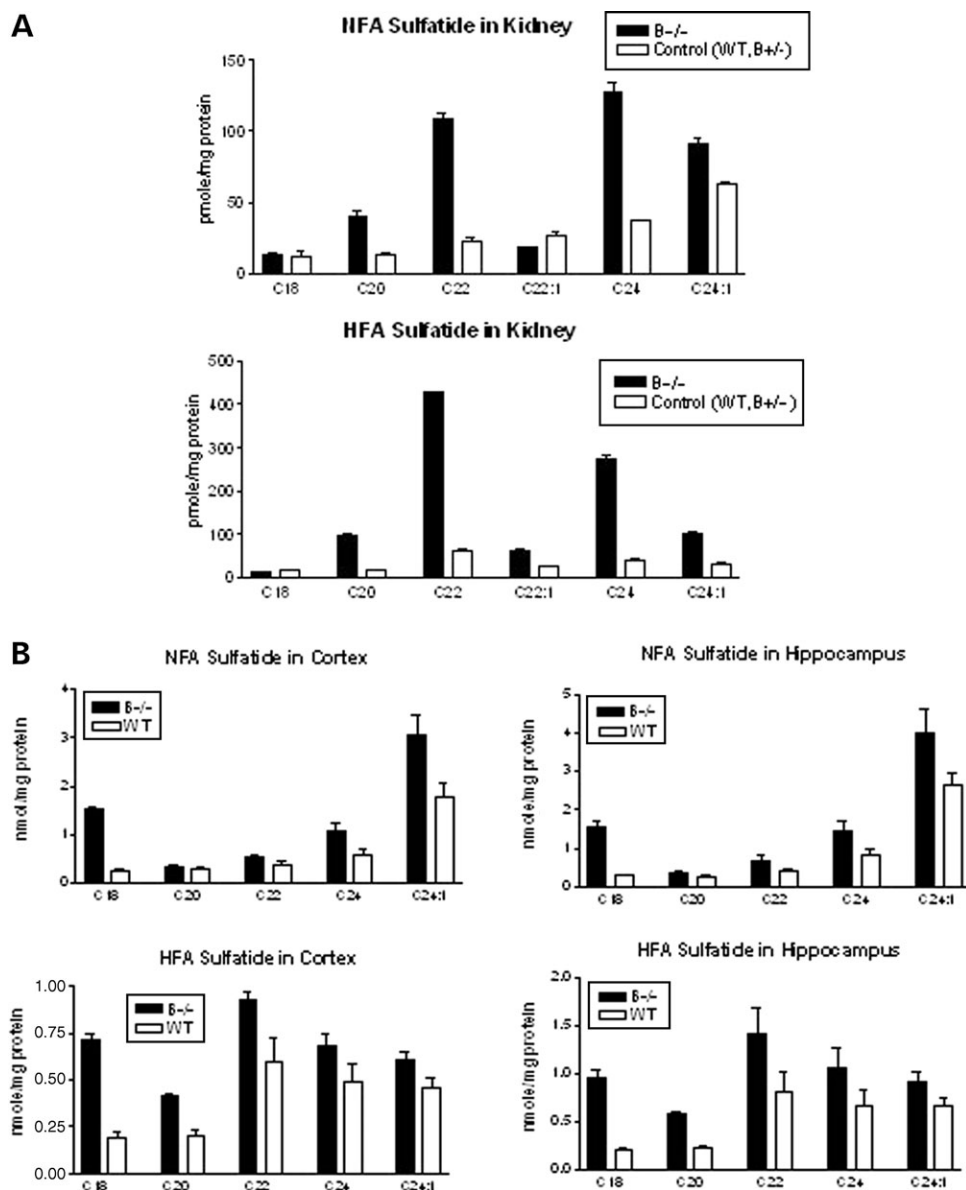 A
NFA Sulfatide in Kidney
B-/-
Control (WT, B+/-)
150
100
50
0
pmole/mg protein
C18 C20 C22 C22:1 C24 C24:1
HFA Sulfatide in Kidney
B-/-
Control (WT, B+/-)
500
400
300
200
100
0
pmole/mg protein
C18 C20 C22 C22:1 C24 C24:1
B
NFA Sulfatide in Cortex
B-/-
WT
4
3
2
1
0
nmol/mg protein
C18 C20 C22 C24 C24:1
NFA Sulfatide in Hippocampus
B-/-
WT
5
4
3
2
1
0
nmole/mg protein
C18 C20 C22 C24 C24:1
HFA Sulfatide in Cortex
B-/-
WT
1.00
0.75
0.50
0.25
0.00
nmole/mg protein
C18 C20 C22 C24 C24:1
HFA Sulfatide in Hippocampus
B-/-
WT
2.0
1.5
1.0
0.5
0.0
nmole/mg protein
C18 C20 C22 C24 C24:1